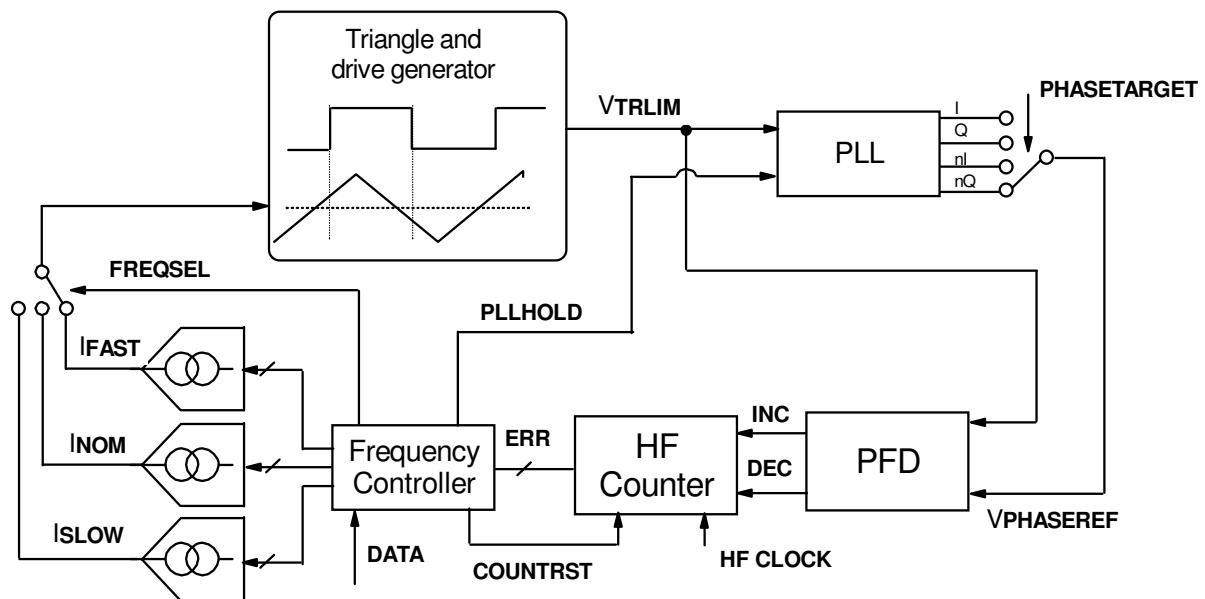 Triangle and
drive generator
VTRLIM
PLL
I
Q
nI
nQ
PHASETARGET
FREQSEL
PLLHOLD
IFAST
INOM
ISLOW
Frequency
Controller
ERR
HF
Counter
INC
DEC
PFD
VPHASEREF
DATA
COUNTRST
HF CLOCK